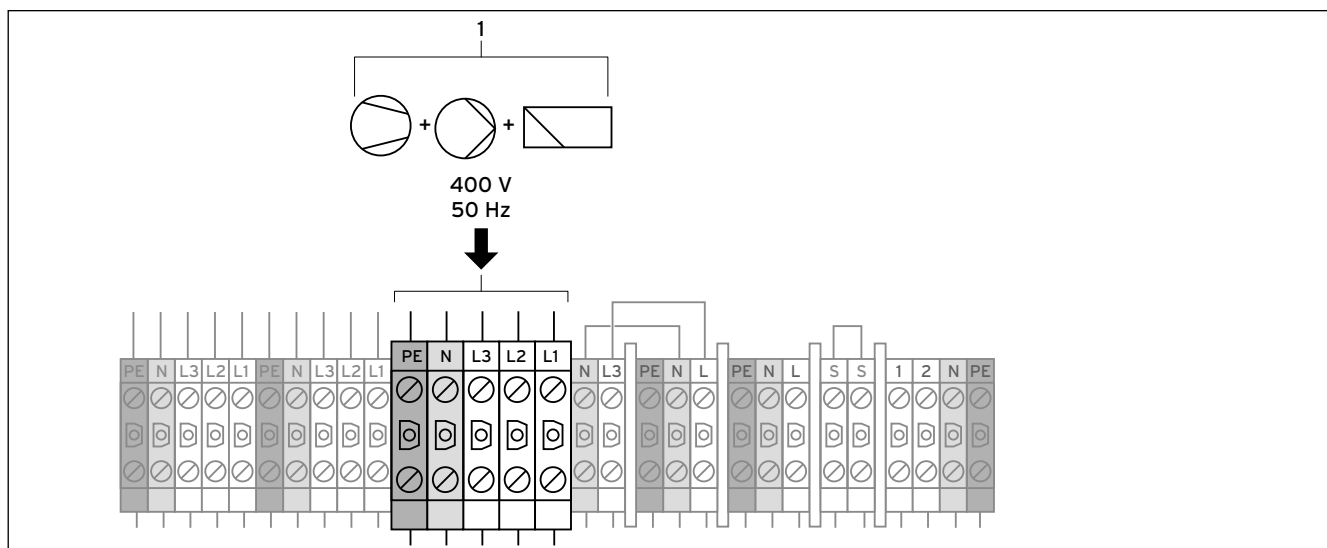 1
+ +
400 V
50 Hz
PE N L3 L2 L1 PE N L3 L2 L1 PE N L3 L2 L1 N L3 PE N L PE N L S S 1 2 N PE